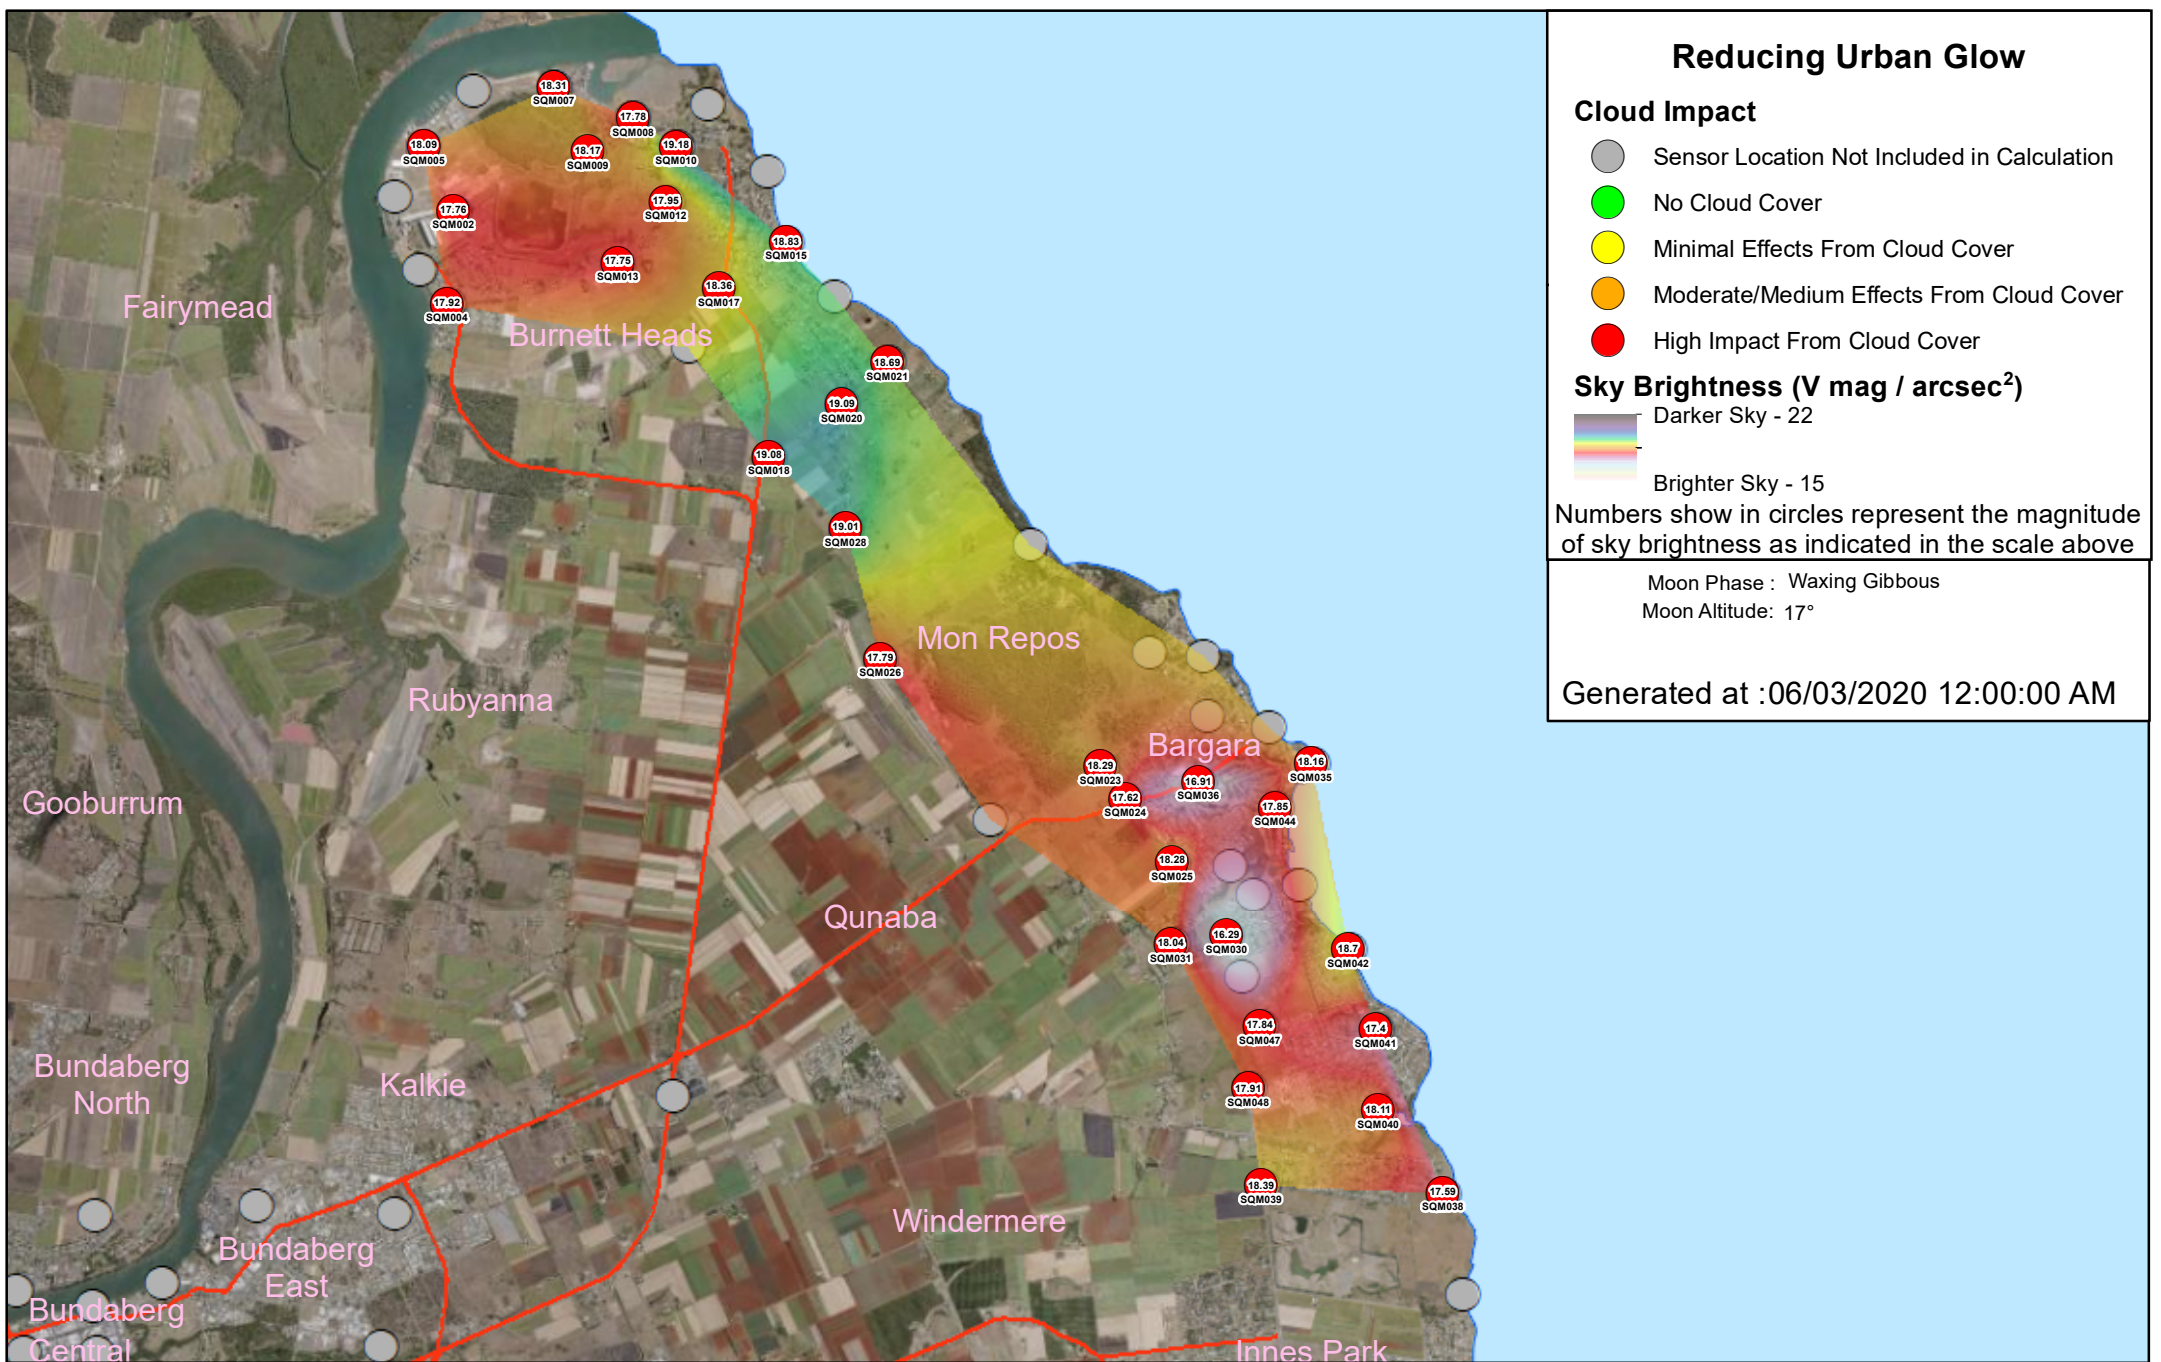 Reducing Urban Glow
Cloud Impact
Sensor Location Not Included in Calculation
No Cloud Cover
Minimal Effects From Cloud Cover
Moderate/Medium Effects From Cloud Cover
High Impact From Cloud Cover
Sky Brightness (V mag / arcsec²)
Darker Sky - 22
Brighter Sky - 15
Numbers show in circles represent the magnitude
of sky brightness as indicated in the scale above
Moon Phase : Waxing Gibbous
Moon Altitude: 17°
Generated at :06/03/2020 12:00:00 AM
18.31
SQM007
17.78
SQM008
18.09
SQM005
18.17
SQM009
19.18
SQM010
17.76
SQM002
17.95
SQM012
18.83
SQM015
17.75
SQM013
18.36
SQM017
17.92
SQM004
Fairymead
Burnett Heads
18.69
SQM021
19.09
SQM020
19.08
SQM018
19.01
SQM028
Mon Repos
17.79
SQM026
Rubyanna
Bargara
18.29
SQM023
16.91
SQM036
18.16
SQM035
17.62
SQM024
17.85
SQM044
Gooburrum
18.28
SQM025
Qunaba
18.04
SQM031
16.29
SQM030
18.7
SQM042
17.84
SQM047
17.4
SQM041
Bundaberg
North
Kalkie
17.91
SQM048
18.11
SQM040
18.39
SQM039
17.59
SQM038
Windermere
Bundaberg
East
Bundaberg
Central
Innes Park